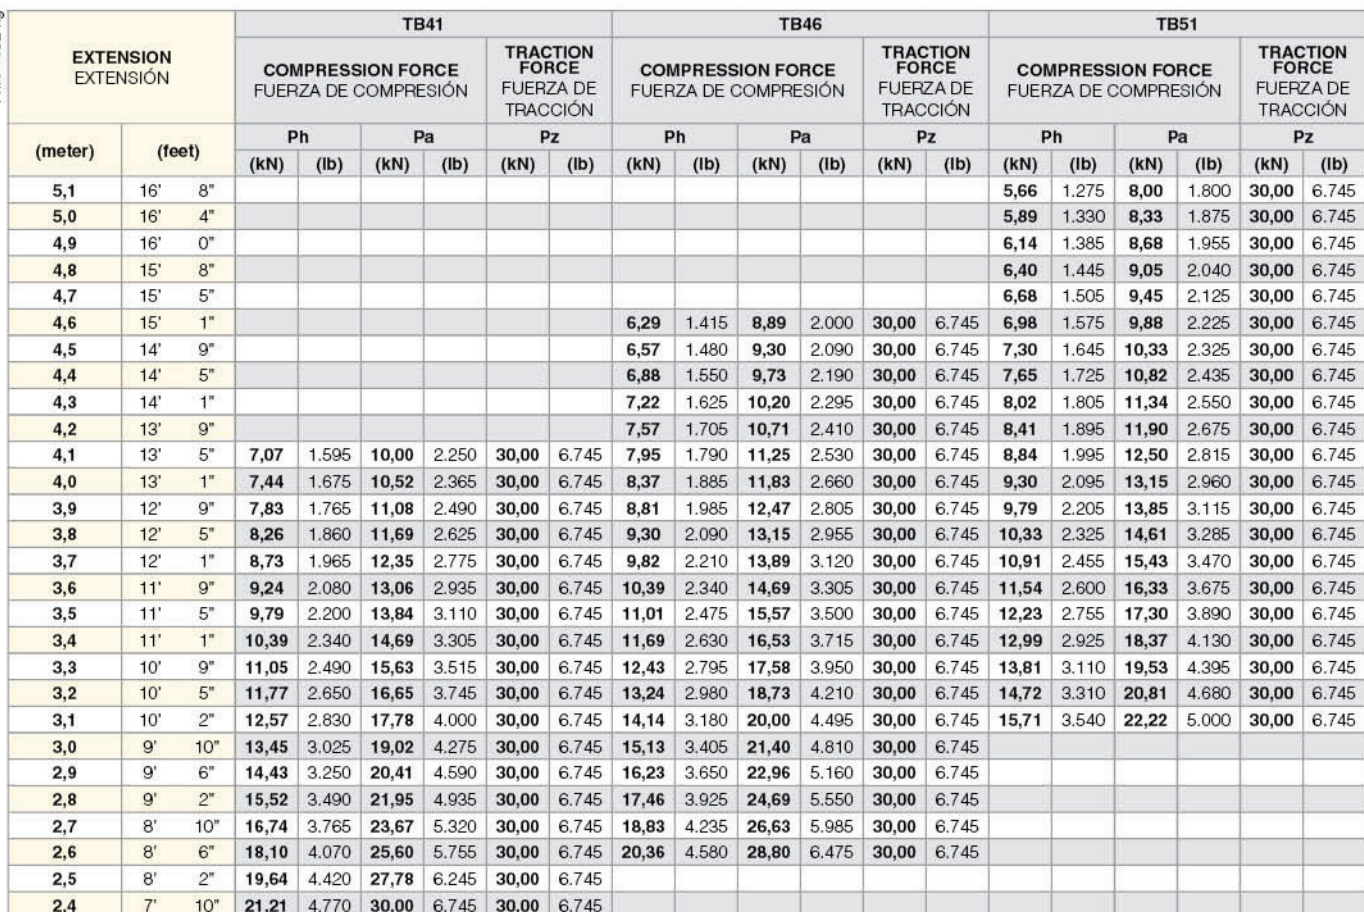 TB41 TB46 TB51
EXTENSION
EXTENSIÓN
COMPRESSION FORCE
FUERZA DE COMPRESIÓN
TRACTION
FORCE
FUERZA DE
TRACCIÓN
COMPRESSION FORCE
FUERZA DE COMPRESIÓN
TRACTION
FORCE
FUERZA DE
TRACCIÓN
COMPRESSION FORCE
FUERZA DE COMPRESIÓN
TRACTION
FORCE
FUERZA DE
TRACCIÓN
(meter) (feet) Ph Pa Pz Ph Pa Pz Ph Pa Pz
(kN) (lb) (kN) (lb) (kN) (lb) (kN) (lb) (kN) (lb) (kN) (lb) (kN) (lb) (kN) (lb) (kN) (lb)
5,1 16' 8" 5,66 1.275 8,00 1.800 30,00 6.745
5,0 16' 4" 5,89 1.330 8,33 1.875 30,00 6.745
4,9 16' 0" 6,14 1.385 8,68 1.955 30,00 6.745
4,8 15' 8" 6,40 1.445 9,05 2.040 30,00 6.745
4,7 15' 5" 6,68 1.505 9,45 2.125 30,00 6.745
4,6 15' 1" 6,29 1.415 8,89 2.000 30,00 6.745 6,98 1.575 9,88 2.225 30,00 6.745
4,5 14' 9" 6,57 1.480 9,30 2.090 30,00 6.745 7,30 1.645 10,33 2.325 30,00 6.745
4,4 14' 5" 6,88 1.550 9,73 2.190 30,00 6.745 7,65 1.725 10,82 2.435 30,00 6.745
4,3 14' 1" 7,22 1.625 10,20 2.295 30,00 6.745 8,02 1.805 11,34 2.550 30,00 6.745
4,2 13' 9" 7,57 1.705 10,71 2.410 30,00 6.745 8,41 1.895 11,90 2.675 30,00 6.745
4,1 13' 5" 7,07 1.595 10,00 2.250 30,00 6.745 7,95 1.790 11,25 2.530 30,00 6.745 8,84 1.995 12,50 2.815 30,00 6.745
4,0 13' 1" 7,44 1.675 10,52 2.365 30,00 6.745 8,37 1.885 11,83 2.660 30,00 6.745 9,30 2.095 13,15 2.960 30,00 6.745
3,9 12' 9" 7,83 1.765 11,08 2.490 30,00 6.745 8,81 1.985 12,47 2.805 30,00 6.745 9,79 2.205 13,85 3.115 30,00 6.745
3,8 12' 5" 8,26 1.860 11,69 2.625 30,00 6.745 9,30 2.090 13,15 2.955 30,00 6.745 10,33 2.325 14,61 3.285 30,00 6.745
3,7 12' 1" 8,73 1.965 12,35 2.775 30,00 6.745 9,82 2.210 13,89 3.120 30,00 6.745 10,91 2.455 15,43 3.470 30,00 6.745
3,6 11' 9" 9,24 2.080 13,06 2.935 30,00 6.745 10,39 2.340 14,69 3.305 30,00 6.745 11,54 2.600 16,33 3.675 30,00 6.745
3,5 11' 5" 9,79 2.200 13,84 3.110 30,00 6.745 11,01 2.475 15,57 3.500 30,00 6.745 12,23 2.755 17,30 3.890 30,00 6.745
3,4 11' 1" 10,39 2.340 14,69 3.305 30,00 6.745 11,69 2.630 16,53 3.715 30,00 6.745 12,99 2.925 18,37 4.130 30,00 6.745
3,3 10' 9" 11,05 2.490 15,63 3.515 30,00 6.745 12,43 2.795 17,58 3.950 30,00 6.745 13,81 3.110 19,53 4.395 30,00 6.745
3,2 10' 5" 11,77 2.650 16,65 3.745 30,00 6.745 13,24 2.980 18,73 4.210 30,00 6.745 14,72 3.310 20,81 4.680 30,00 6.745
3,1 10' 2" 12,57 2.830 17,78 4.000 30,00 6.745 14,14 3.180 20,00 4.495 30,00 6.745 15,71 3.540 22,22 5.000 30,00 6.745
3,0 9' 10" 13,45 3.025 19,02 4.275 30,00 6.745 15,13 3.405 21,40 4.810 30,00 6.745
2,9 9' 6" 14,43 3.250 20,41 4.590 30,00 6.745 16,23 3.650 22,96 5.160 30,00 6.745
2,8 9' 2" 15,52 3.490 21,95 4.935 30,00 6.745 17,46 3.925 24,69 5.550 30,00 6.745
2,7 8' 10" 16,74 3.765 23,67 5.320 30,00 6.745 18,83 4.235 26,63 5.985 30,00 6.745
2,6 8' 6" 18,10 4.070 25,60 5.755 30,00 6.745 20,36 4.580 28,80 6.475 30,00 6.745
2,5 8' 2" 19,64 4.420 27,78 6.245 30,00 6.745
2,4 7' 10" 21,21 4.770 30,00 6.745 30,00 6.745